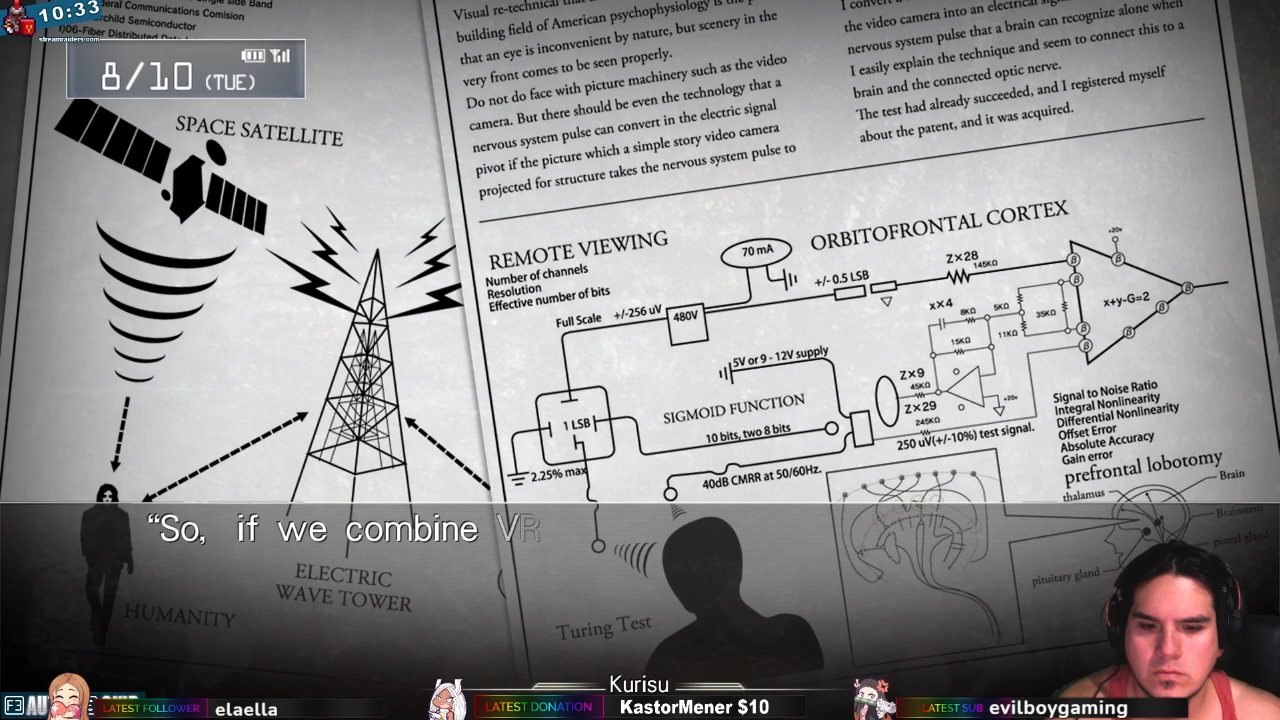 10:33
streamraiders.com
8/10 (TUE)
SPACE SATELLITE
HUMANITY
ELECTRIC
WAVE TOWER
building field of American psychophysiology is the
that an eye is inconvenient by nature, but scenery in the
very front comes to be seen properly.
Do not do face with picture machinery such as the video
camera. But there should be even the technology that a
nervous system pulse can convert in the electric signal
pivot if the picture which a simple story video camera
projected for structure takes the nervous system pulse to
the video camera into an electrical
nervous system pulse that a brain can recognize alone when
I easily explain the technique and seem to connect this to a
brain and the connected optic nerve.
The test had already succeeded, and I registered myself
about the patent, and it was acquired.
REMOTE VIEWING
Number of channels
Resolution
Effective number of bits
Full Scale +/-256 uV
480V
70 mA
ORBITOFRONTAL CORTEX
+/- 0.5 LSB
Z×28
145KΩ
+20v
x+y-G=2
β
β
β
β
β
β
β
××4
8KΩ
5KΩ
35KΩ
11KΩ
15KΩ
+20v
Z×9
45KΩ
Z×29
245KΩ
5V or 9 - 12V supply
1 LSB
2.25% max
SIGMOID FUNCTION
10 bits, two 8 bits
250 uV(+/-10%) test signal.
40dB CMRR at 50/60Hz.
Signal to Noise Ratio
Integral Nonlinearity
Differential Nonlinearity
Offset Error
Absolute Accuracy
Gain error
prefrontal lobotomy
thalamus
Brain
Brainstem
pineal gland
pituitary gland
Turing Test
“So, if we combine VR
Kurisu
F3
LATEST FOLLOWER elaella
LATEST DONATION KastorMener $10
LATEST SUB evilboygaming